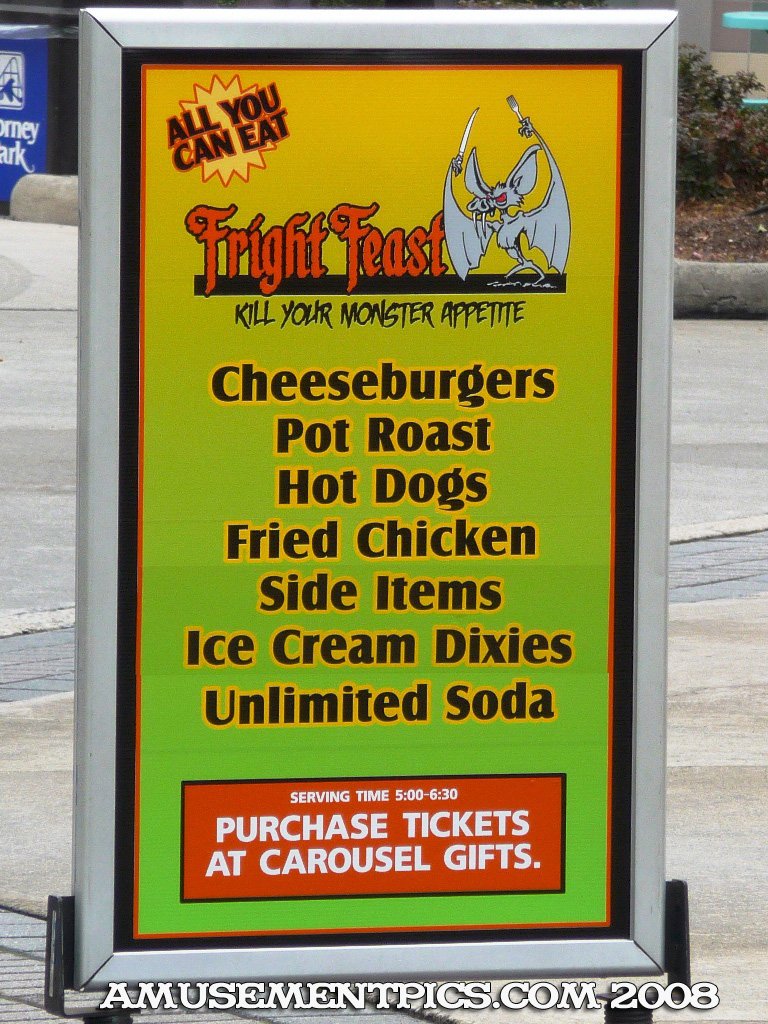 orney
ark
ALL YOU
CAN EAT
Fright Feast
KILL YOUR MONSTER APPETITE
Cheeseburgers
Pot Roast
Hot Dogs
Fried Chicken
Side Items
Ice Cream Dixies
Unlimited Soda
SERVING TIME 5:00-6:30
PURCHASE TICKETS
AT CAROUSEL GIFTS.
AMUSEMENTPICS.COM 2008